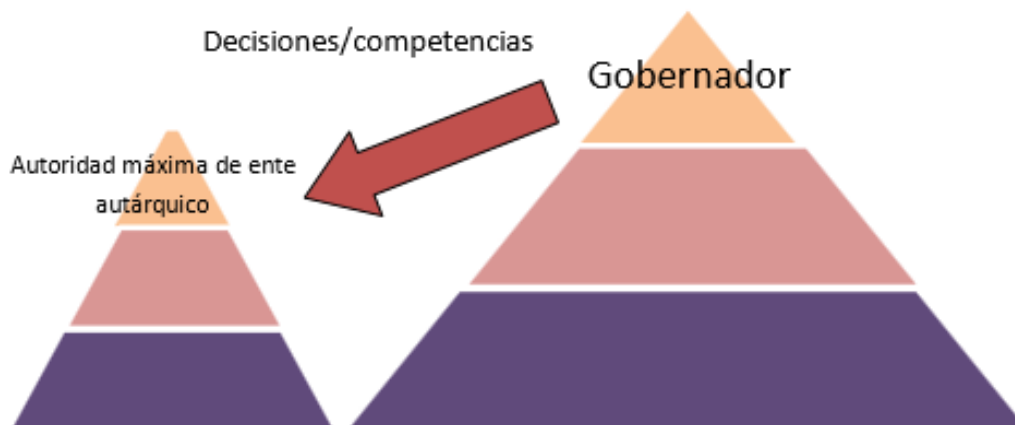 Decisiones/competencias
Gobernador
Autoridad máxima de ente
autárquico